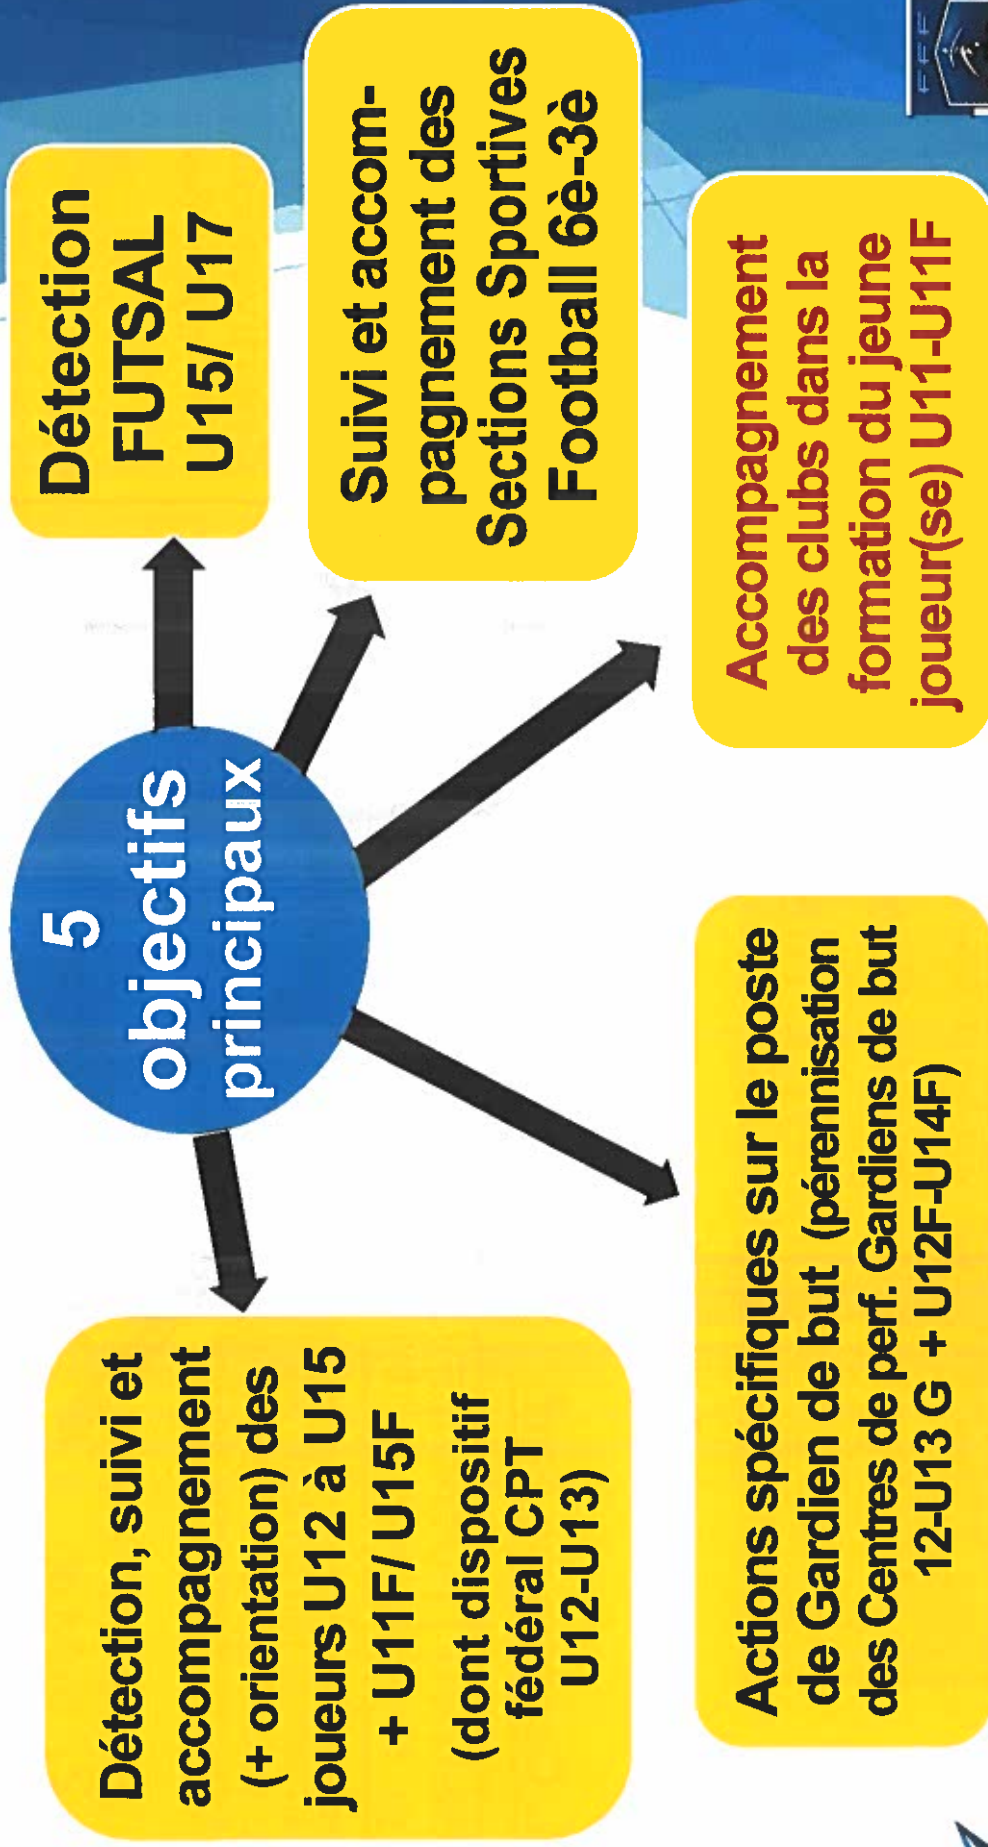 5
objectifs
principaux
Détection, suivi et
accompagnement
(+ orientation) des
joueurs U12 à U15
+ U11F/ U15F
(dont dispositif
fédéral CPT
U12-U13)
Actions spécifiques sur le poste
de Gardien de but (pérennisation
des Centres de perf. Gardiens de but
12-U13 G + U12F-U14F)
Accompagnement
des clubs dans la
formation du jeune
joueur(se) U11-U11F
Suivi et accom-
pagnement des
Sections Sportives
Football 6è-3è
Détection
FUTSAL
U15/ U17
FFF